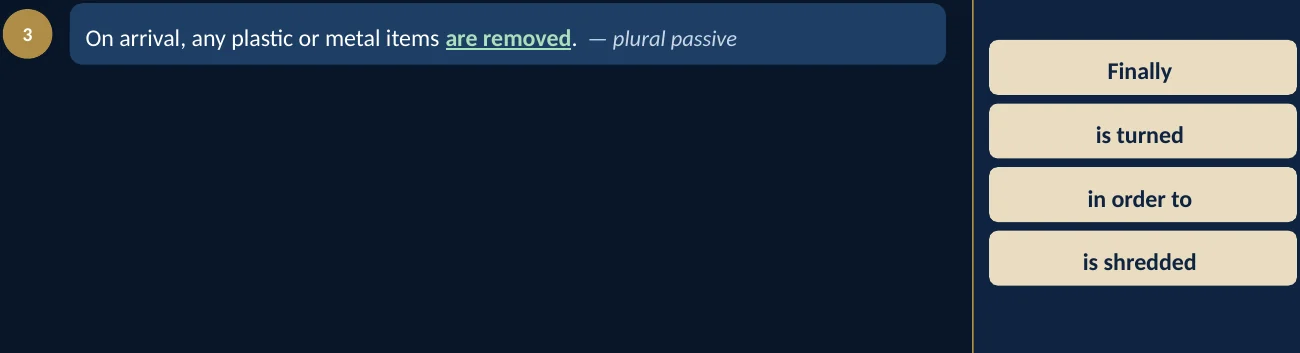 3
On arrival, any plastic or metal items are removed. — plural passive
Finally
is turned
in order to
is shredded